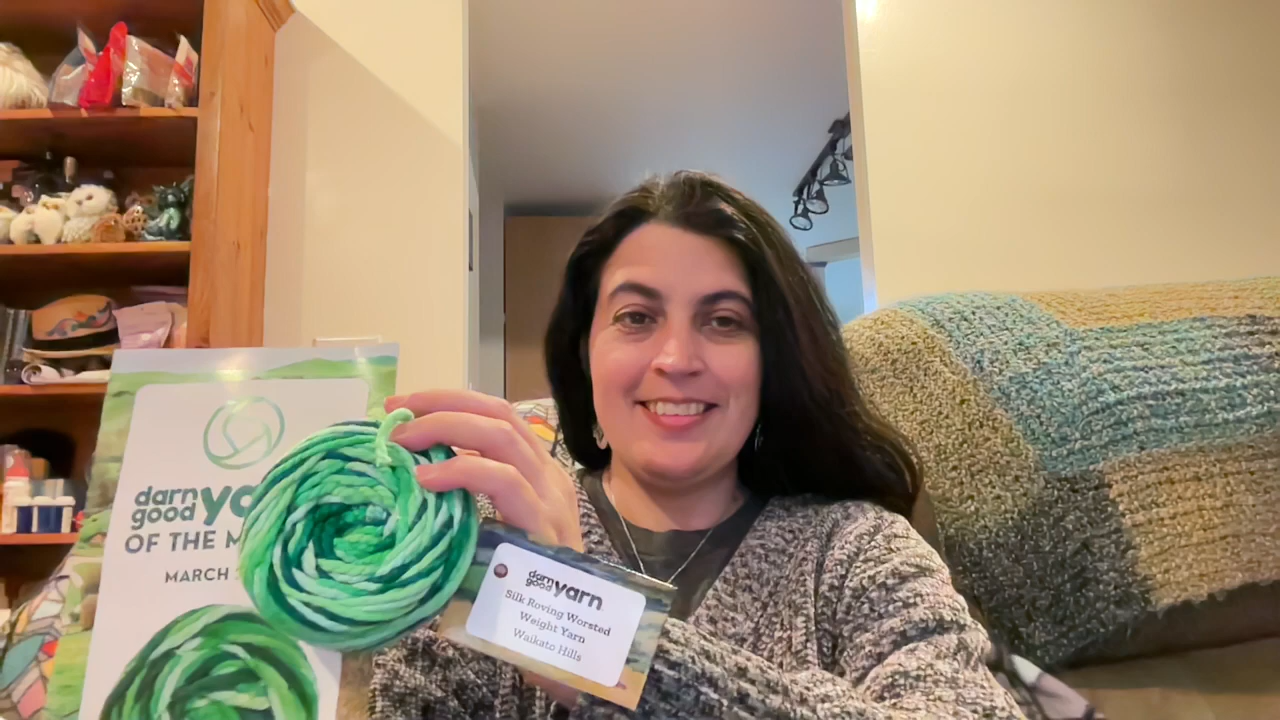 darn
good
OF THE M
MARCH
darn
good yarn
Silk Roving Worsted
Weight Yarn
Waikato Hills